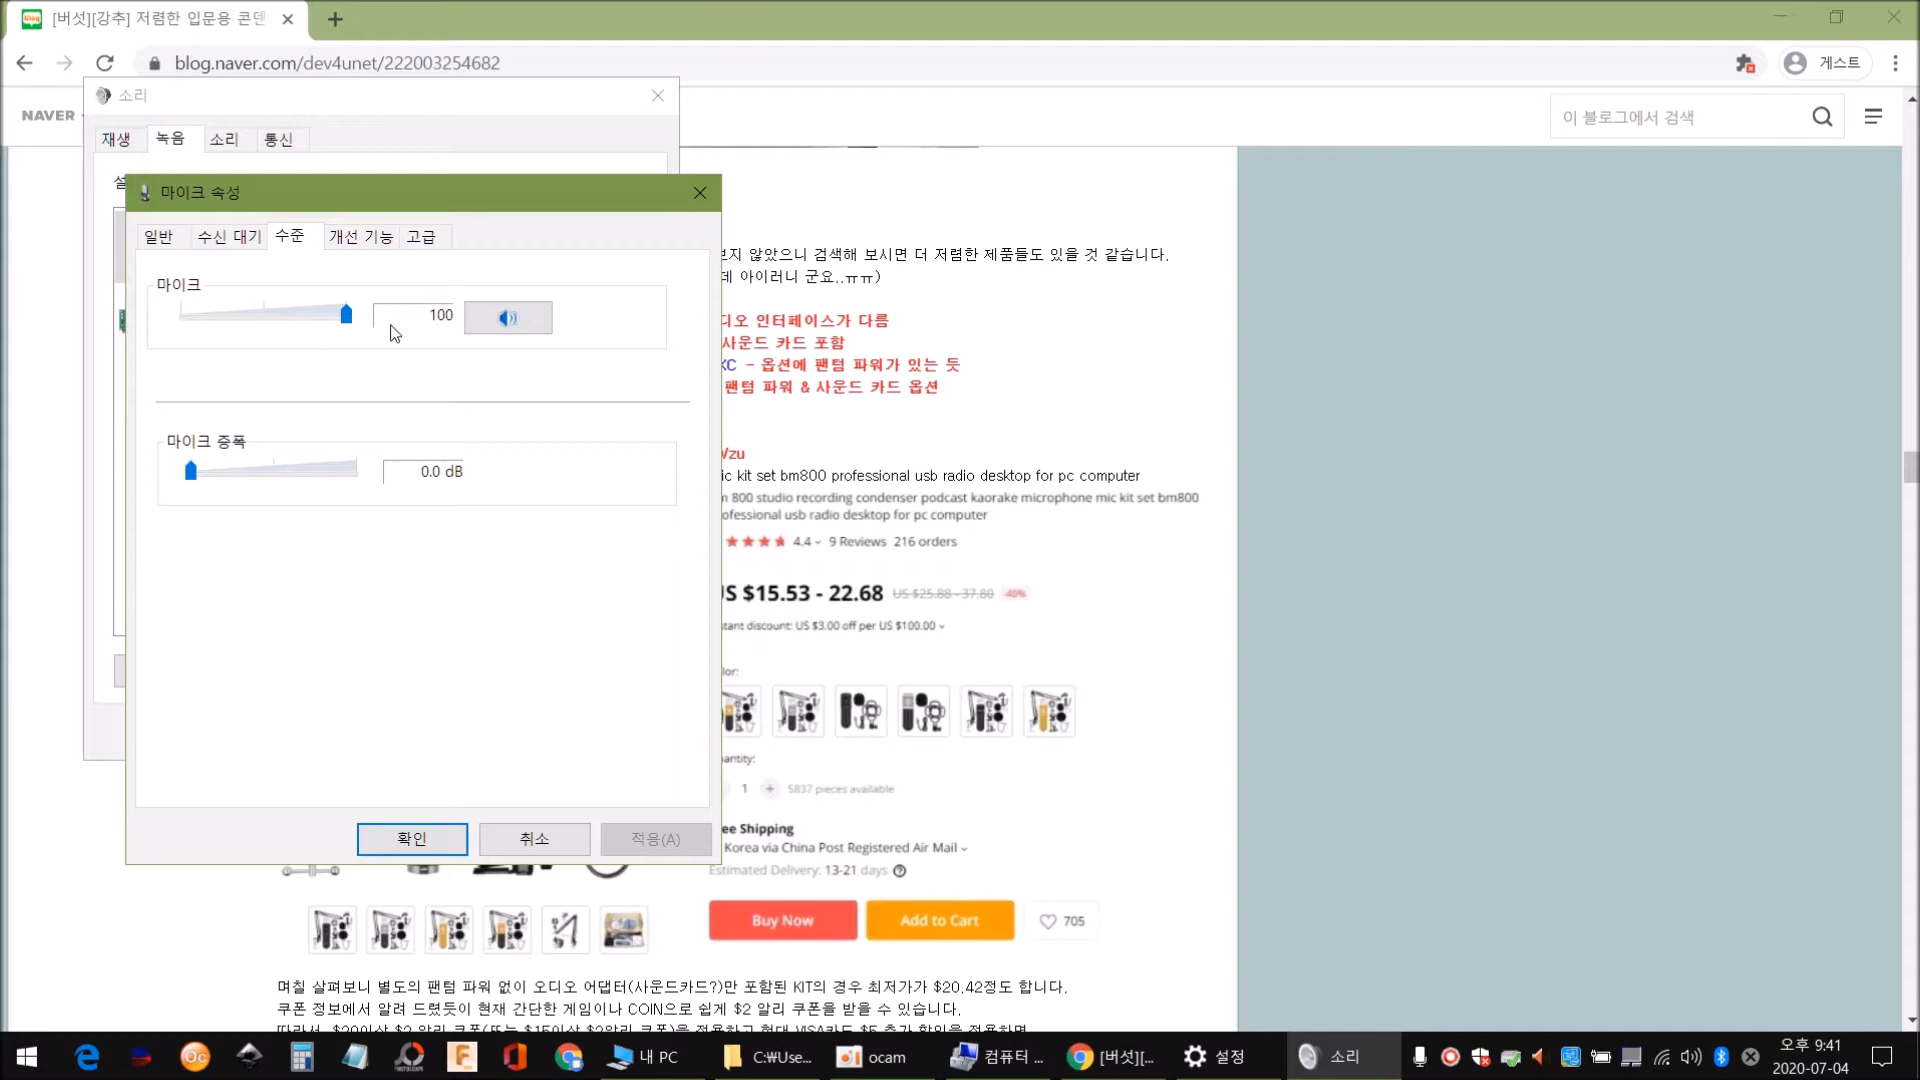 [버섯][강추] 저렴한 입문용 콘덴
blog.naver.com/dev4unet/222003254682
게스트
소리
NAVER
이 블로그에서 검색
재생 녹음 소리 통신
마이크 속성
일반 수신 대기 수준 개선 기능 고급
마이크
100
마이크 증폭
0.0 dB
확인 취소 적용(A)
않았으니 검색해 보시면 더 저렴한 제품들도 있을 것 같습니다.
데 아이러니 군요..ㅠㅠ)
인터페이스가 다름
사운드 카드 포함
- 옵션에 팬텀 파워가 있는 듯
팬텀 파워 & 사운드 카드 옵션
kit set bm800 professional usb radio desktop for pc computer
800 studio recording condenser podcast kaorake microphone mic kit set bm800
usb radio desktop for pc computer
4.4 9 Reviews 216 orders
$15.53 - 22.68 US $25.88 - 37.80 -40%
discount: US $3.00 off per US $100.00
1 + 5837 pieces available
Shipping
Korea via China Post Registered Air Mail
Estimated Delivery: 13-21 days
Buy Now Add to Cart 705
며칠 살펴보니 별도의 팬텀 파워 없이 오디오 어댑터(사운드카드?)만 포함된 KIT의 경우 최저가가 $20.42정도 합니다.
쿠폰 정보에서 알려 드렸듯이 현재 간단한 게임이나 COIN으로 쉽게 $2 알리 쿠폰을 받을 수 있습니다.
내 PC C:₩Use... ocam 컴퓨터 ... [버섯][... 설정 소리
오후 9:41
2020-07-04